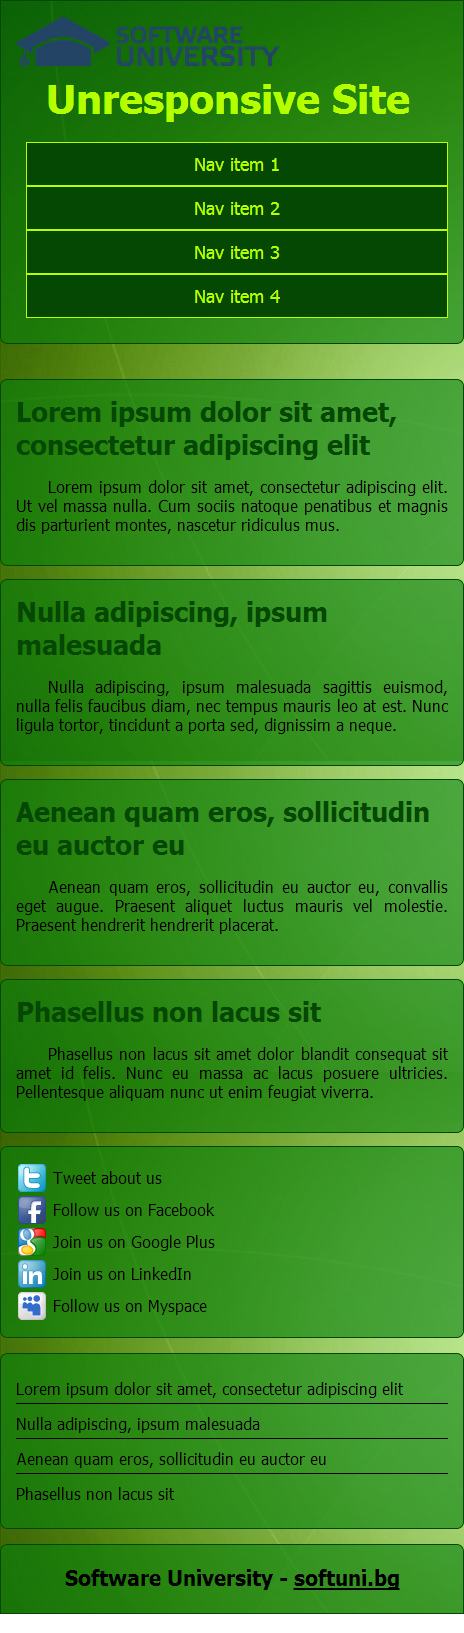 SOFTWARE
UNIVERSITY
Unresponsive Site
Nav item 1
Nav item 2
Nav item 3
Nav item 4
Lorem ipsum dolor sit amet,
consectetur adipiscing elit
Lorem ipsum dolor sit amet, consectetur adipiscing elit.
Ut vel massa nulla. Cum sociis natoque penatibus et magnis
dis parturient montes, nascetur ridiculus mus.
Nulla adipiscing, ipsum
malesuada
Nulla adipiscing, ipsum malesuada sagittis euismod,
nulla felis faucibus diam, nec tempus mauris leo at est. Nunc
ligula tortor, tincidunt a porta sed, dignissim a neque.
Aenean quam eros, sollicitudin
eu auctor eu
Aenean quam eros, sollicitudin eu auctor eu, convallis
eget augue. Praesent aliquet luctus mauris vel molestie.
Praesent hendrerit hendrerit placerat.
Phasellus non lacus sit
Phasellus non lacus sit amet dolor blandit consequat sit
amet id felis. Nunc eu massa ac lacus posuere ultricies.
Pellentesque aliquam nunc ut enim feugiat viverra.
Tweet about us
Follow us on Facebook
Join us on Google Plus
Join us on LinkedIn
Follow us on Myspace
Lorem ipsum dolor sit amet, consectetur adipiscing elit
Nulla adipiscing, ipsum malesuada
Aenean quam eros, sollicitudin eu auctor eu
Phasellus non lacus sit
Software University - softuni.bg